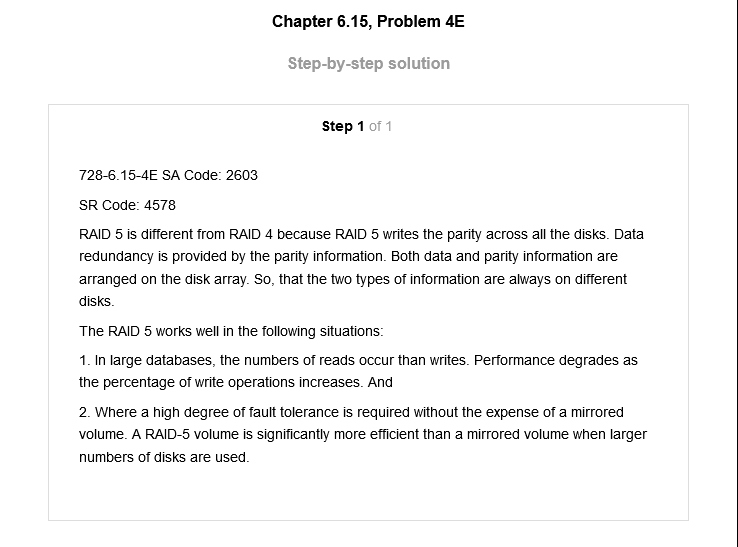 Chapter 6.15, Problem 4E
Step-by-step solution
Step 1 of 1
728-6.15-4E SA Code: 2603
SR Code: 4578
RAID 5 is different from RAID 4 because RAID 5 writes the parity across all the disks. Data
redundancy is provided by the parity information. Both data and parity information are
arranged on the disk array. So, that the two types of information are always on different
disks.
The RAID 5 works well in the following situations:
1. In large databases, the numbers of reads occur than writes. Performance degrades as
the percentage of write operations increases. And
2. Where a high degree of fault tolerance is required without the expense of a mirrored
volume. A RAID-5 volume is significantly more efficient than a mirrored volume when larger
numbers of disks are used.